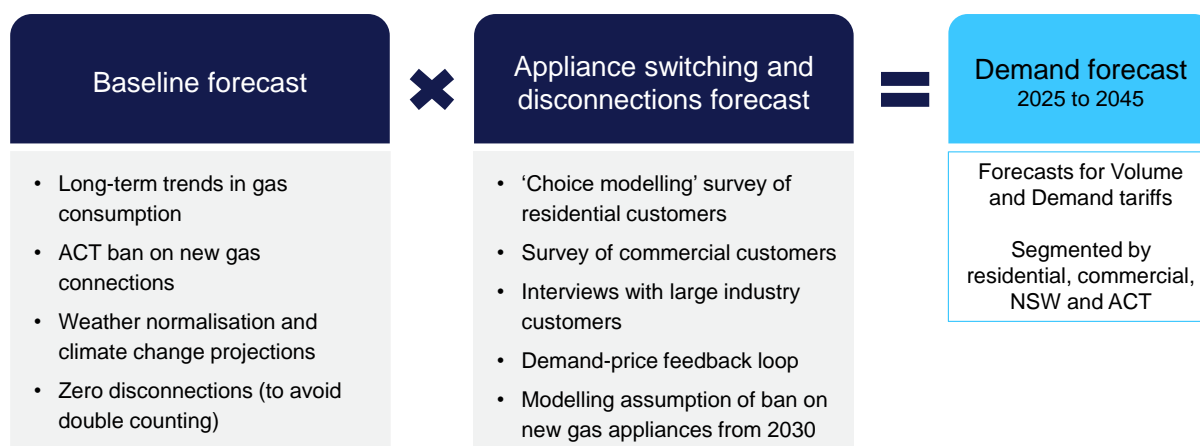 Baseline forecast
• Long-term trends in gas
consumption
• ACT ban on new gas
connections
• Weather normalisation and
climate change projections
• Zero disconnections (to avoid
double counting)
Appliance switching and
disconnections forecast
• ‘Choice modelling’ survey of
residential customers
• Survey of commercial customers
• Interviews with large industry
customers
• Demand-price feedback loop
• Modelling assumption of ban on
new gas appliances from 2030
Demand forecast
2025 to 2045
Forecasts for Volume
and Demand tariffs
Segmented by
residential, commercial,
NSW and ACT